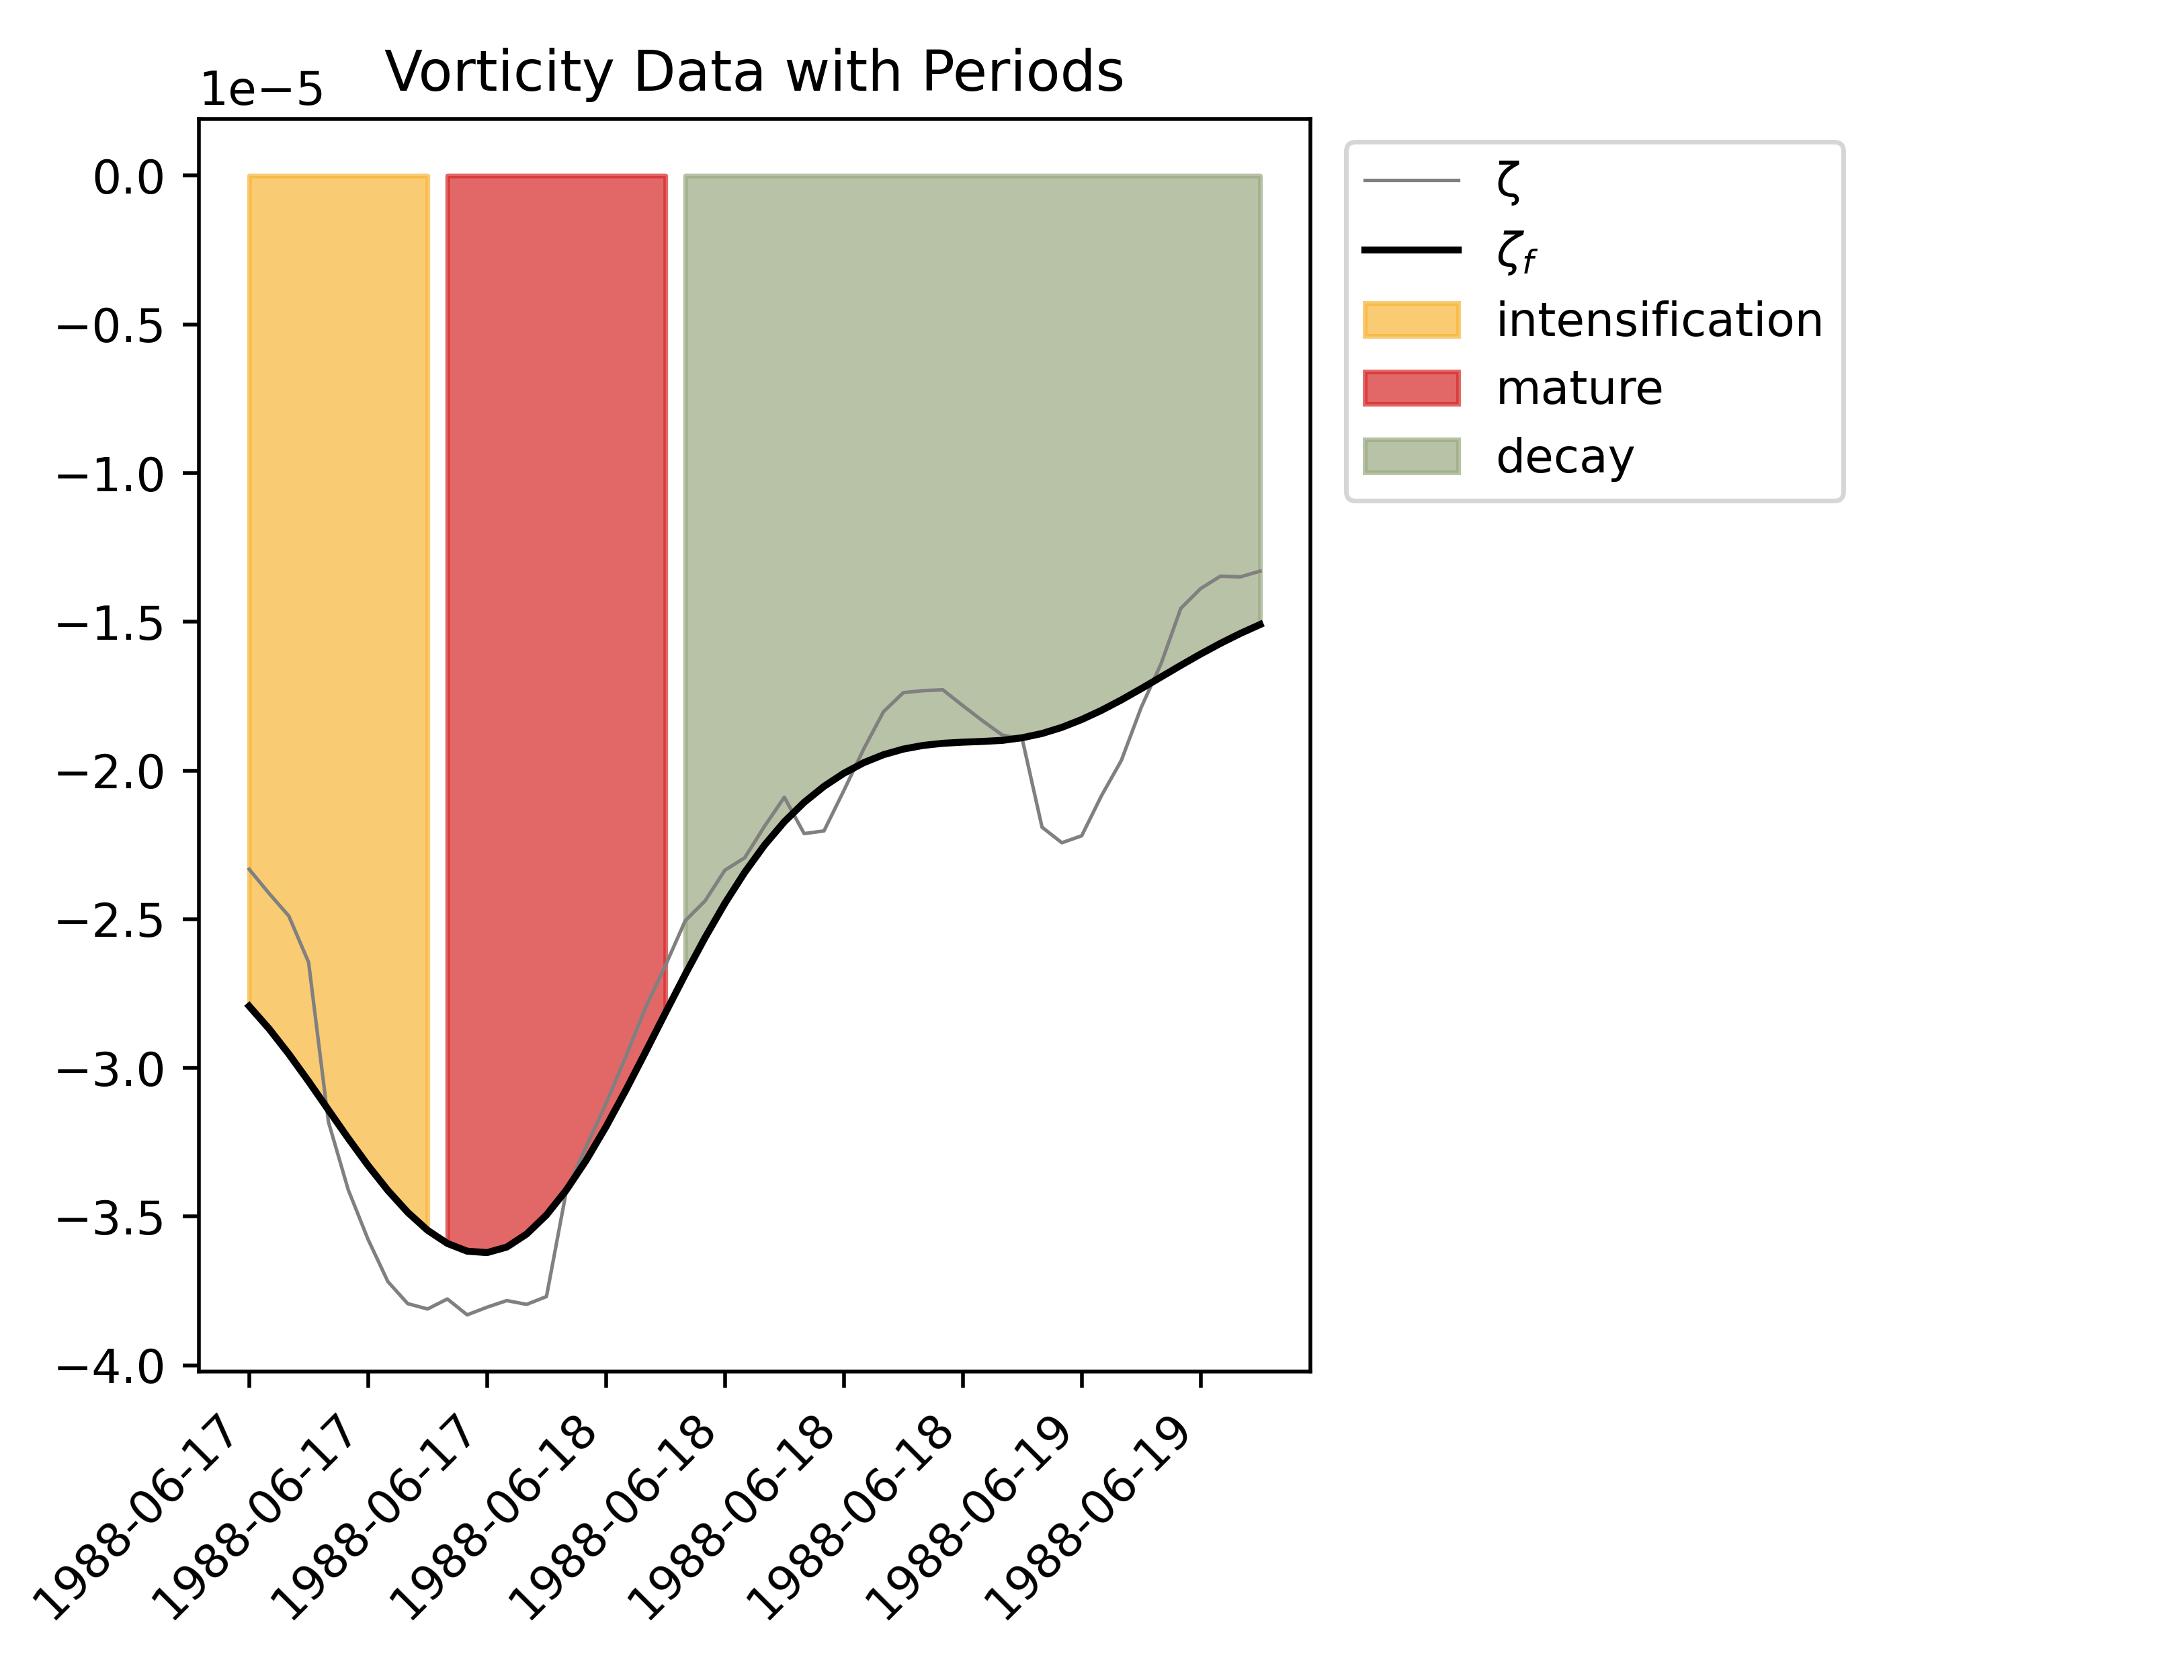 Vorticity Data with Periods
1e−5
0.0
−0.5
−1.0
−1.5
−2.0
−2.5
−3.0
−3.5
−4.0
1988-06-17
1988-06-17
1988-06-17
1988-06-18
1988-06-18
1988-06-18
1988-06-18
1988-06-19
1988-06-19
ζ
ζf
intensification
mature
decay